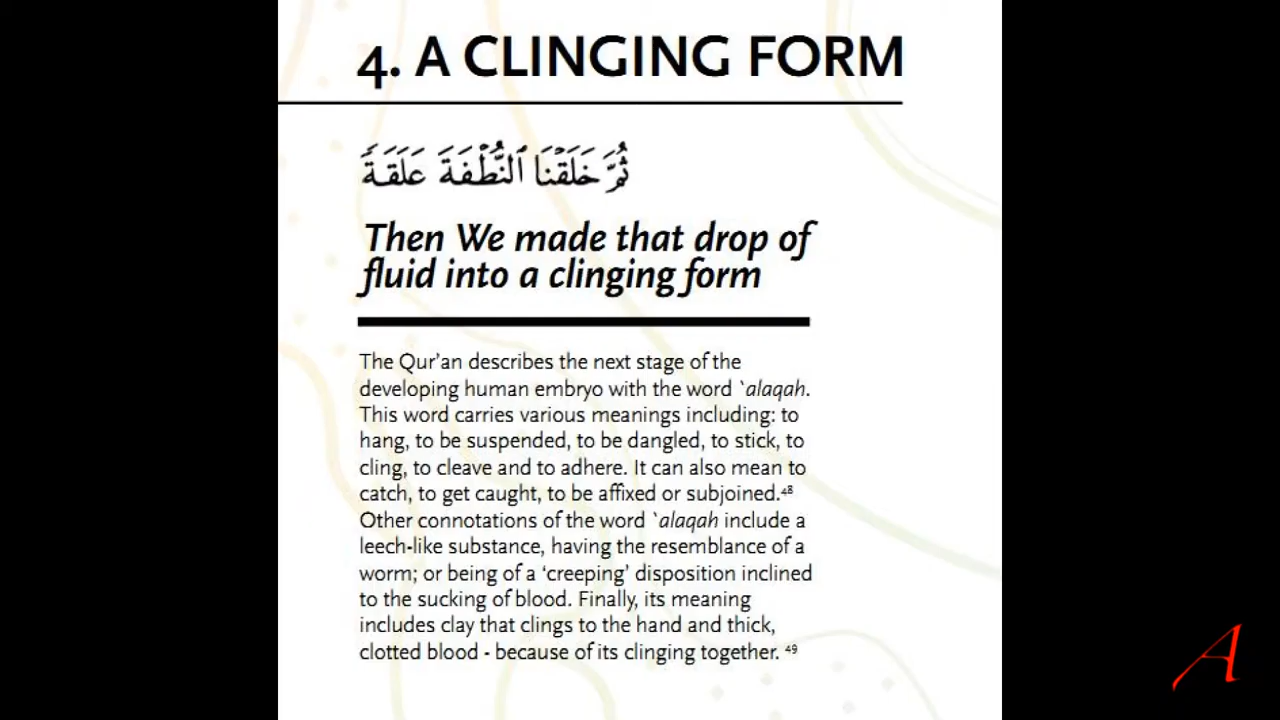 4. A CLINGING FORM
ثُمَّ خَلَقْنَا ٱلنُّطْفَةَ عَلَقَةً
Then We made that drop of
fluid into a clinging form
The Qur’an describes the next stage of the
developing human embryo with the word `alaqah.
This word carries various meanings including: to
hang, to be suspended, to be dangled, to stick, to
cling, to cleave and to adhere. It can also mean to
catch, to get caught, to be affixed or subjoined.⁴⁸
Other connotations of the word `alaqah include a
leech-like substance, having the resemblance of a
worm; or being of a ‘creeping’ disposition inclined
to the sucking of blood. Finally, its meaning
includes clay that clings to the hand and thick,
clotted blood - because of its clinging together. ⁴⁹
A